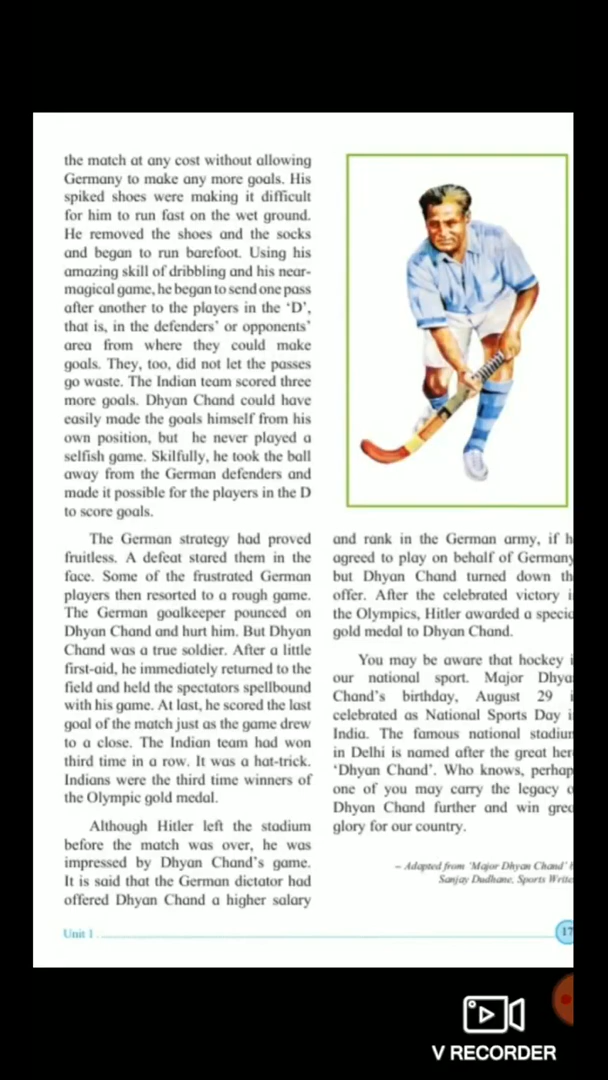 the match at any cost without allowing
Germany to make any more goals. His
spiked shoes were making it difficult
for him to run fast on the wet ground.
He removed the shoes and the socks
and began to run barefoot. Using his
amazing skill of dribbling and his near-
magical game, he began to send one pass
after another to the players in the ‘D’,
that is, in the defenders’ or opponents’
area from where they could make
goals. They, too, did not let the passes
go waste. The Indian team scored three
more goals. Dhyan Chand could have
easily made the goals himself from his
own position, but he never played a
selfish game. Skilfully, he took the ball
away from the German defenders and
made it possible for the players in the D
to score goals.
The German strategy had proved
fruitless. A defeat stared them in the
face. Some of the frustrated German
players then resorted to a rough game.
The German goalkeeper pounced on
Dhyan Chand and hurt him. But Dhyan
Chand was a true soldier. After a little
first-aid, he immediately returned to the
field and held the spectators spellbound
with his game. At last, he scored the last
goal of the match just as the game drew
to a close. The Indian team had won
third time in a row. It was a hat-trick.
Indians were the third time winners of
the Olympic gold medal.
Although Hitler left the stadium
before the match was over, he was
impressed by Dhyan Chand’s game.
It is said that the German dictator had
offered Dhyan Chand a higher salary
and rank in the German army, if h
agreed to play on behalf of Germany
but Dhyan Chand turned down th
offer. After the celebrated victory i
the Olympics, Hitler awarded a speci
gold medal to Dhyan Chand.
You may be aware that hockey i
our national sport. Major Dhya
Chand’s birthday, August 29 i
celebrated as National Sports Day i
India. The famous national stadiu
in Delhi is named after the great her
‘Dhyan Chand’. Who knows, perhap
one of you may carry the legacy o
Dhyan Chand further and win grea
glory for our country.
– Adapted from ‘Major Dhyan Chand’ b
Sanjay Dudhane, Sports Write
Unit 1
17
V RECORDER